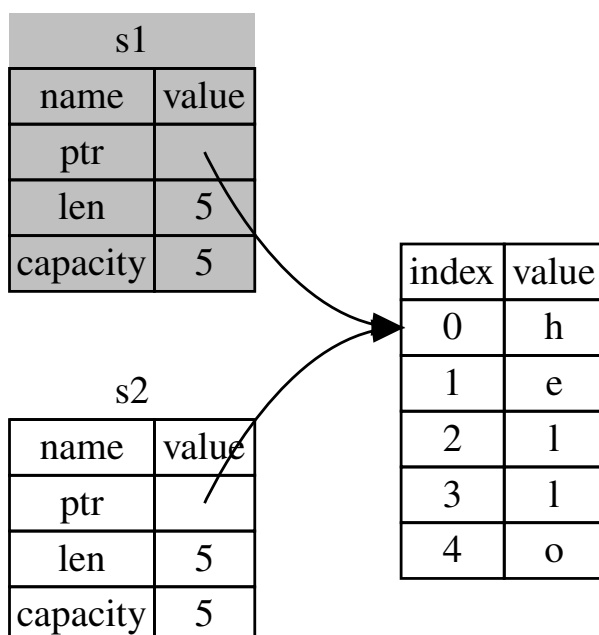 s1
name value
ptr
len 5
capacity 5
s2
name value
ptr
len 5
capacity 5
index value
0 h
1 e
2 l
3 l
4 o